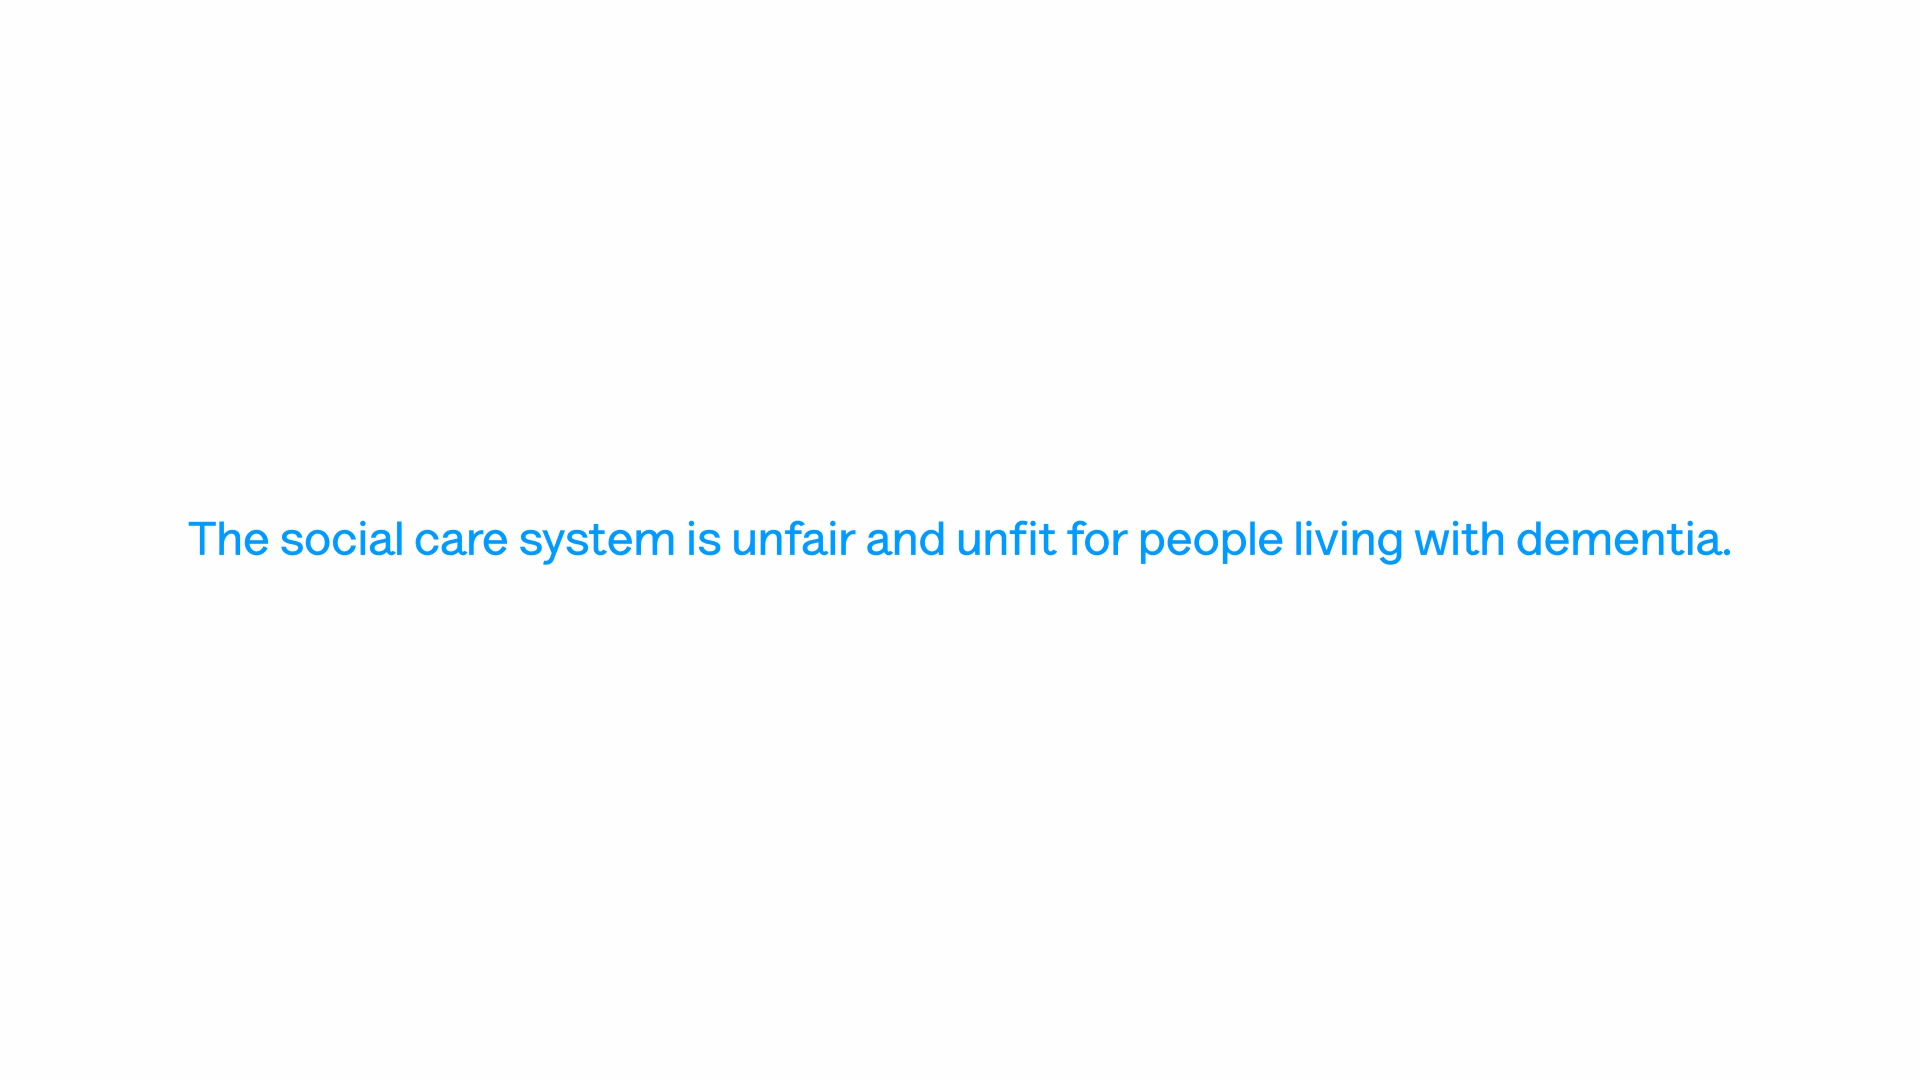 The social care system is unfair and unfit for people living with dementia.